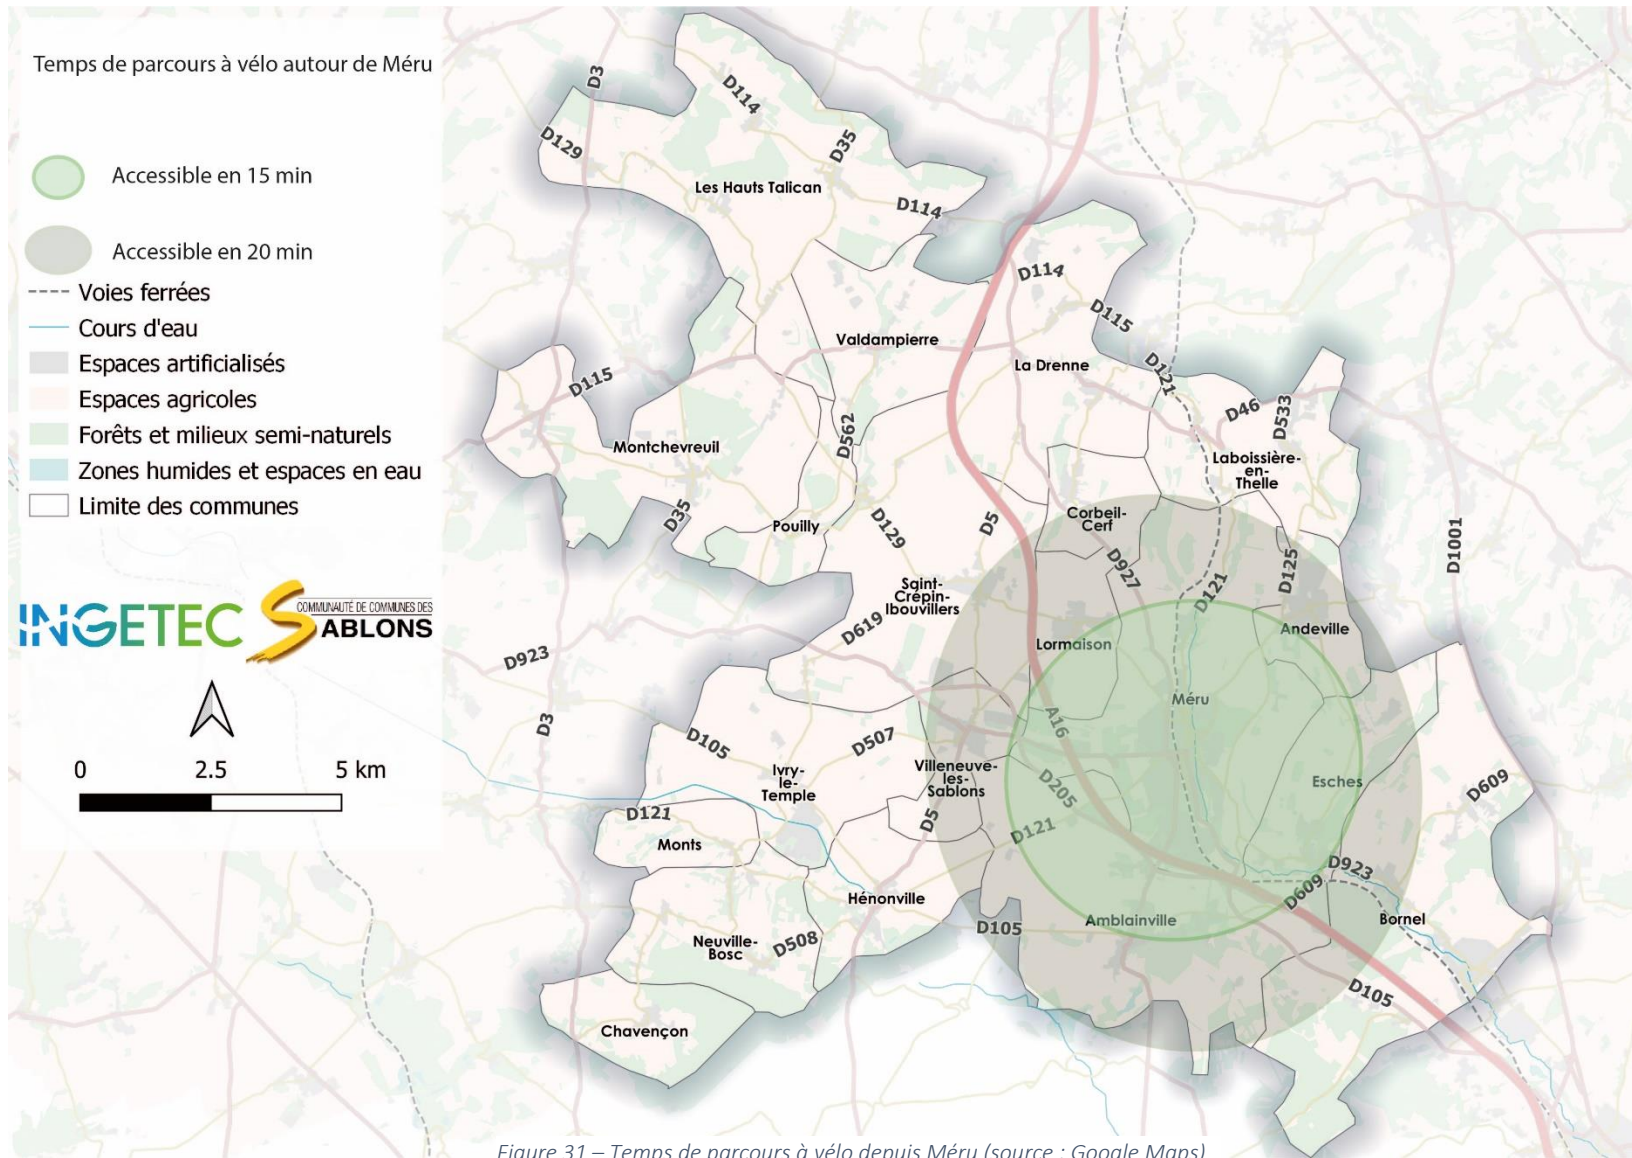 Temps de parcours à vélo autour de Méru
Accessible en 15 min
Accessible en 20 min
Voies ferrées
Cours d'eau
Espaces artificialisés
Espaces agricoles
Forêts et milieux semi-naturels
Zones humides et espaces en eau
Limite des communes
INGETEC
COMMUNAUTÉ DE COMMUNES DES
SABLONS
0 2.5 5 km
D3
D114
D129
D35
Les Hauts Talican
D114
D114
D115
Valdampierre
La Drenne
D121
D115
D46
D533
D562
Montchevreuil
Laboissière-
en-
Thelle
D35
Pouilly
D129
D5
Corbeil-
Cerf
D1001
D927
D125
D121
Saint-
Crépin-
Ibouvillers
D619
Lormaison
Andeville
D923
Méru
D3
D105
D507
A16
Ivry-
le-
Temple
Villeneuve-
les-
Sablons
D205
Esches
D609
D121
D5
D121
Monts
D923
D609
Hénonville
Amblainville
Bornel
D105
Neuville-
Bosc
D508
D105
Chavençon
Figure 31 – Temps de parcours à vélo depuis Méru (source : Google Maps)